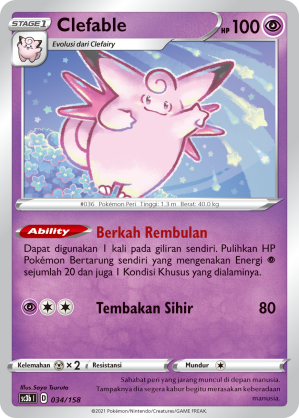 STAGE 1 Clefable HP 100
Evolusi dari Clefairy
#036 Pokémon Peri Tinggi: 1.3 m Berat: 40.0 kg
Ability Berkah Rembulan
Dapat digunakan 1 kali pada giliran sendiri. Pulihkan HP
Pokémon Bertarung sendiri yang mengenakan Energi
sejumlah 20 dan juga 1 Kondisi Khusus yang dialaminya.
Tembakan Sihir 80
Kelemahan ×2 Resistansi Mundur
Illus. Saya Tsuruta
Sahabat peri yang jarang muncul di depan manusia.
Tampaknya dia segera kabur begitu merasakan keberadaan
manusia.
sc3b I D 034/158
©2021 Pokémon/Nintendo/Creatures/GAME FREAK